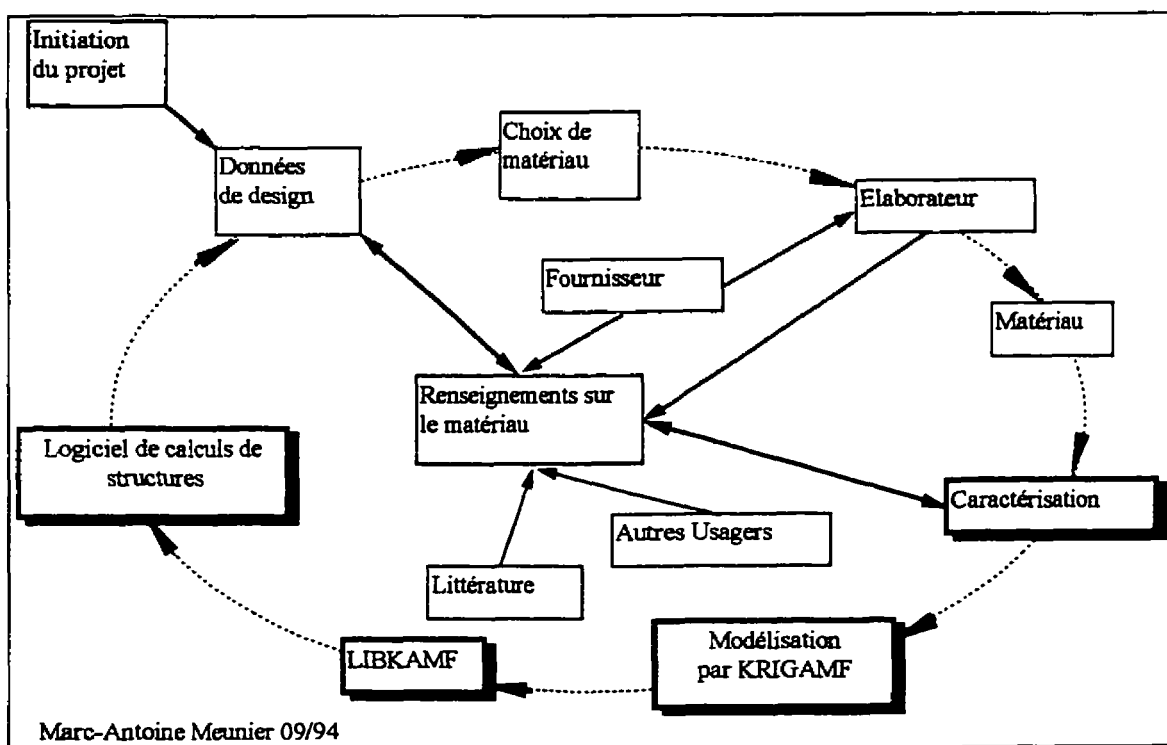 Initiation
du projet
Données
de design
Choix de
matériau
Elaborateur
Fournisseur
Matériau
Renseignements sur
le matériau
Logiciel de calculs de
structures
Caractérisation
Autres Usagers
Littérature
Modélisation
par KRIGAMF
LIBKAMF
Marc-Antoine Meunier 09/94